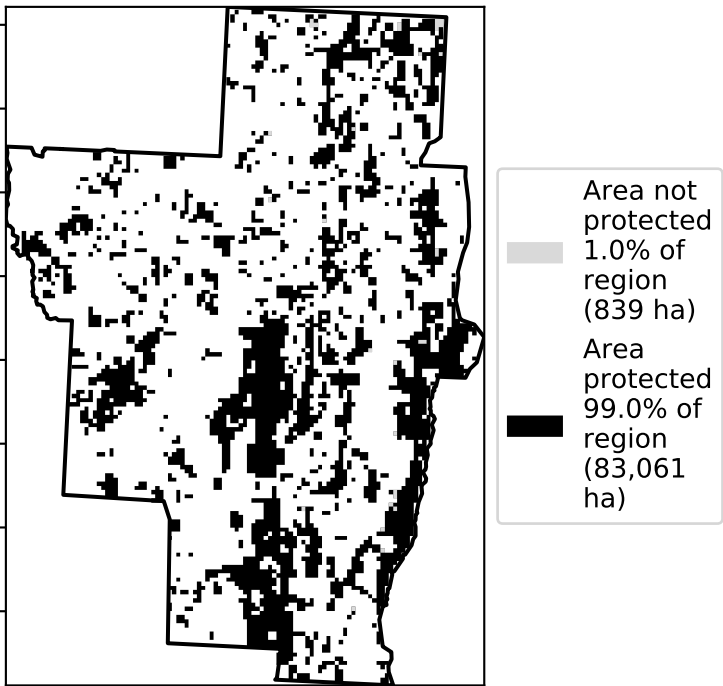 Area not
protected
1.0% of
region
(839 ha)
Area
protected
99.0% of
region
(83,061
ha)